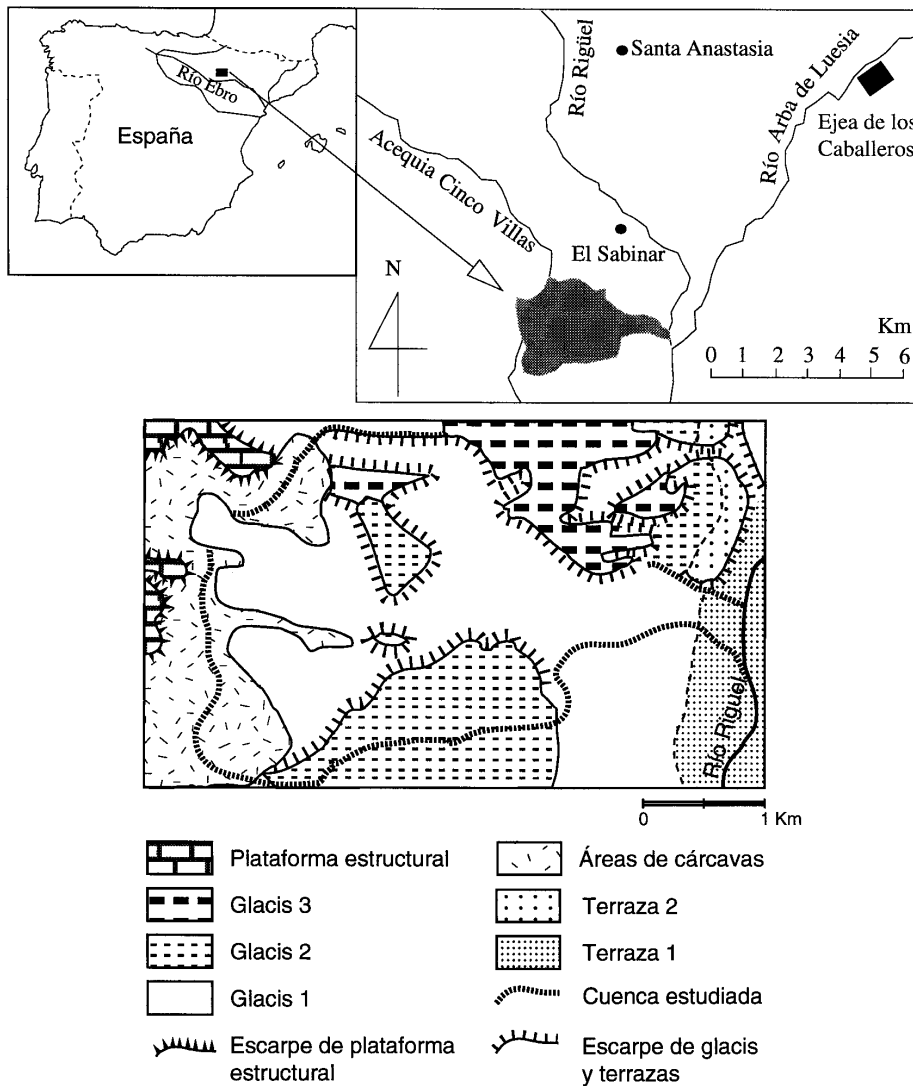 Río Ebro
España
Acequia Cinco Villas
Río Rigüel
Santa Anastasia
Río Arba de Luesia
Ejea de los
Caballeros
El Sabinar
N
Km
0 1 2 3 4 5 6
Río Riguel
0 1 Km
Plataforma estructural
Glacis 3
Glacis 2
Glacis 1
Escarpe de plataforma
estructural
Áreas de cárcavas
Terraza 2
Terraza 1
Cuenca estudiada
Escarpe de glacis
y terrazas